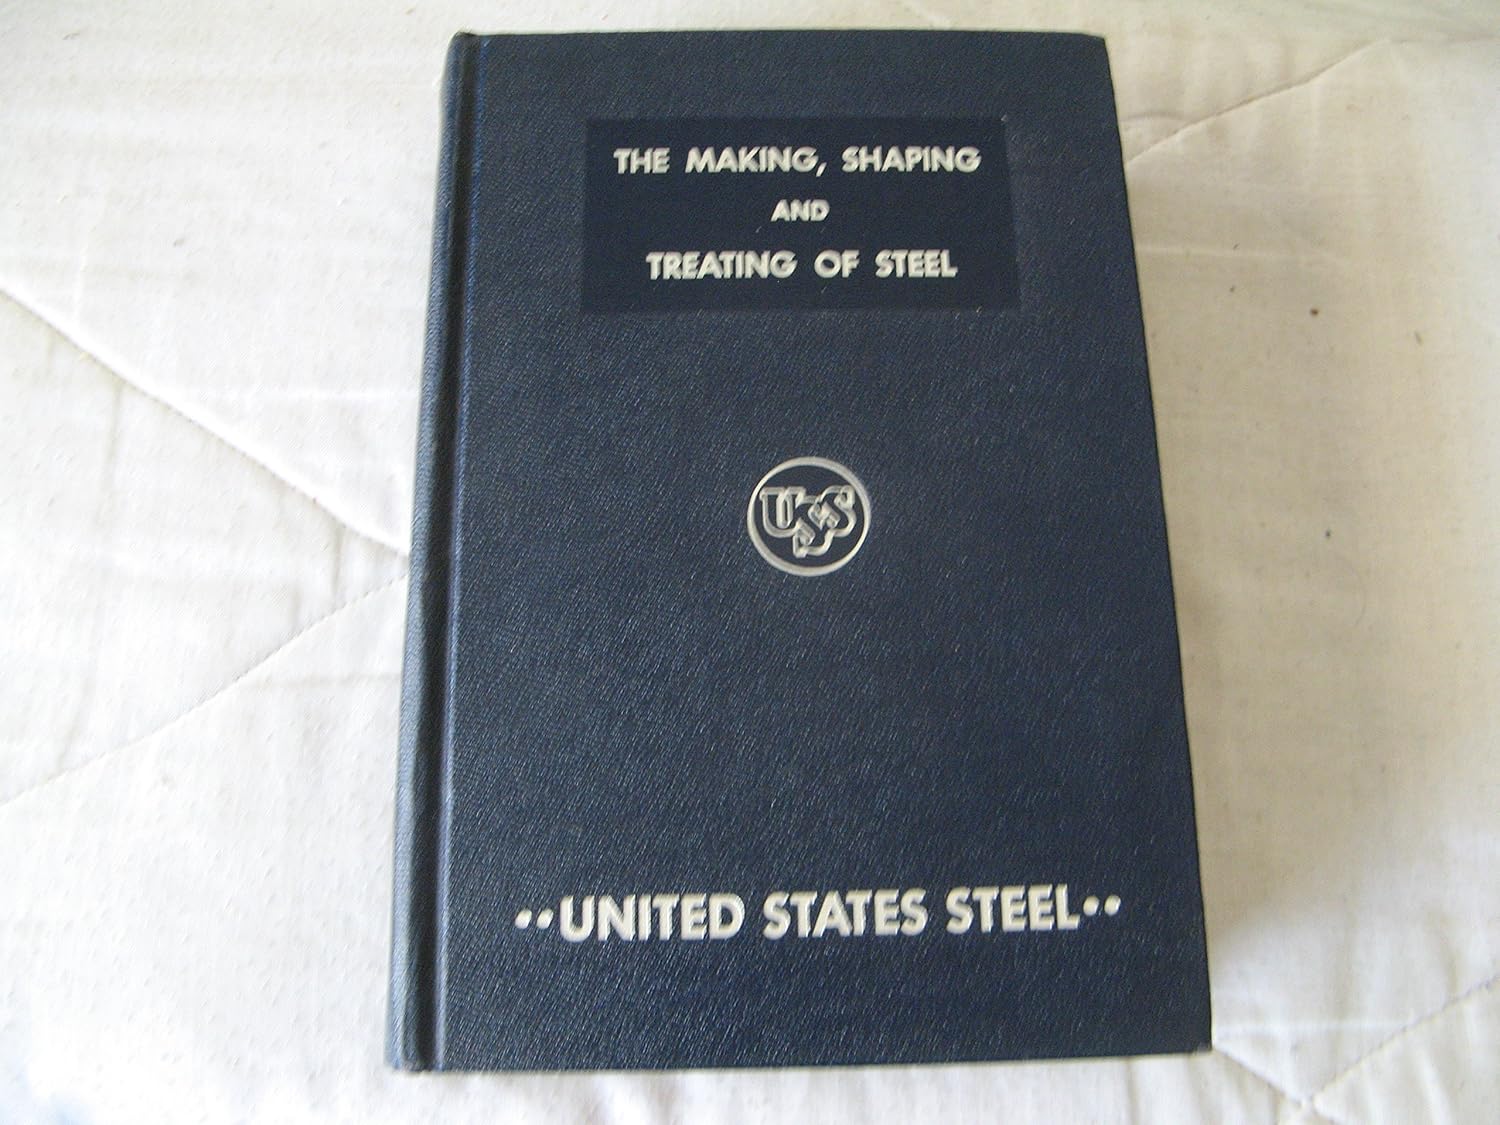 THE MAKING, SHAPING
AND
TREATING OF STEEL
USS
••UNITED STATES STEEL••